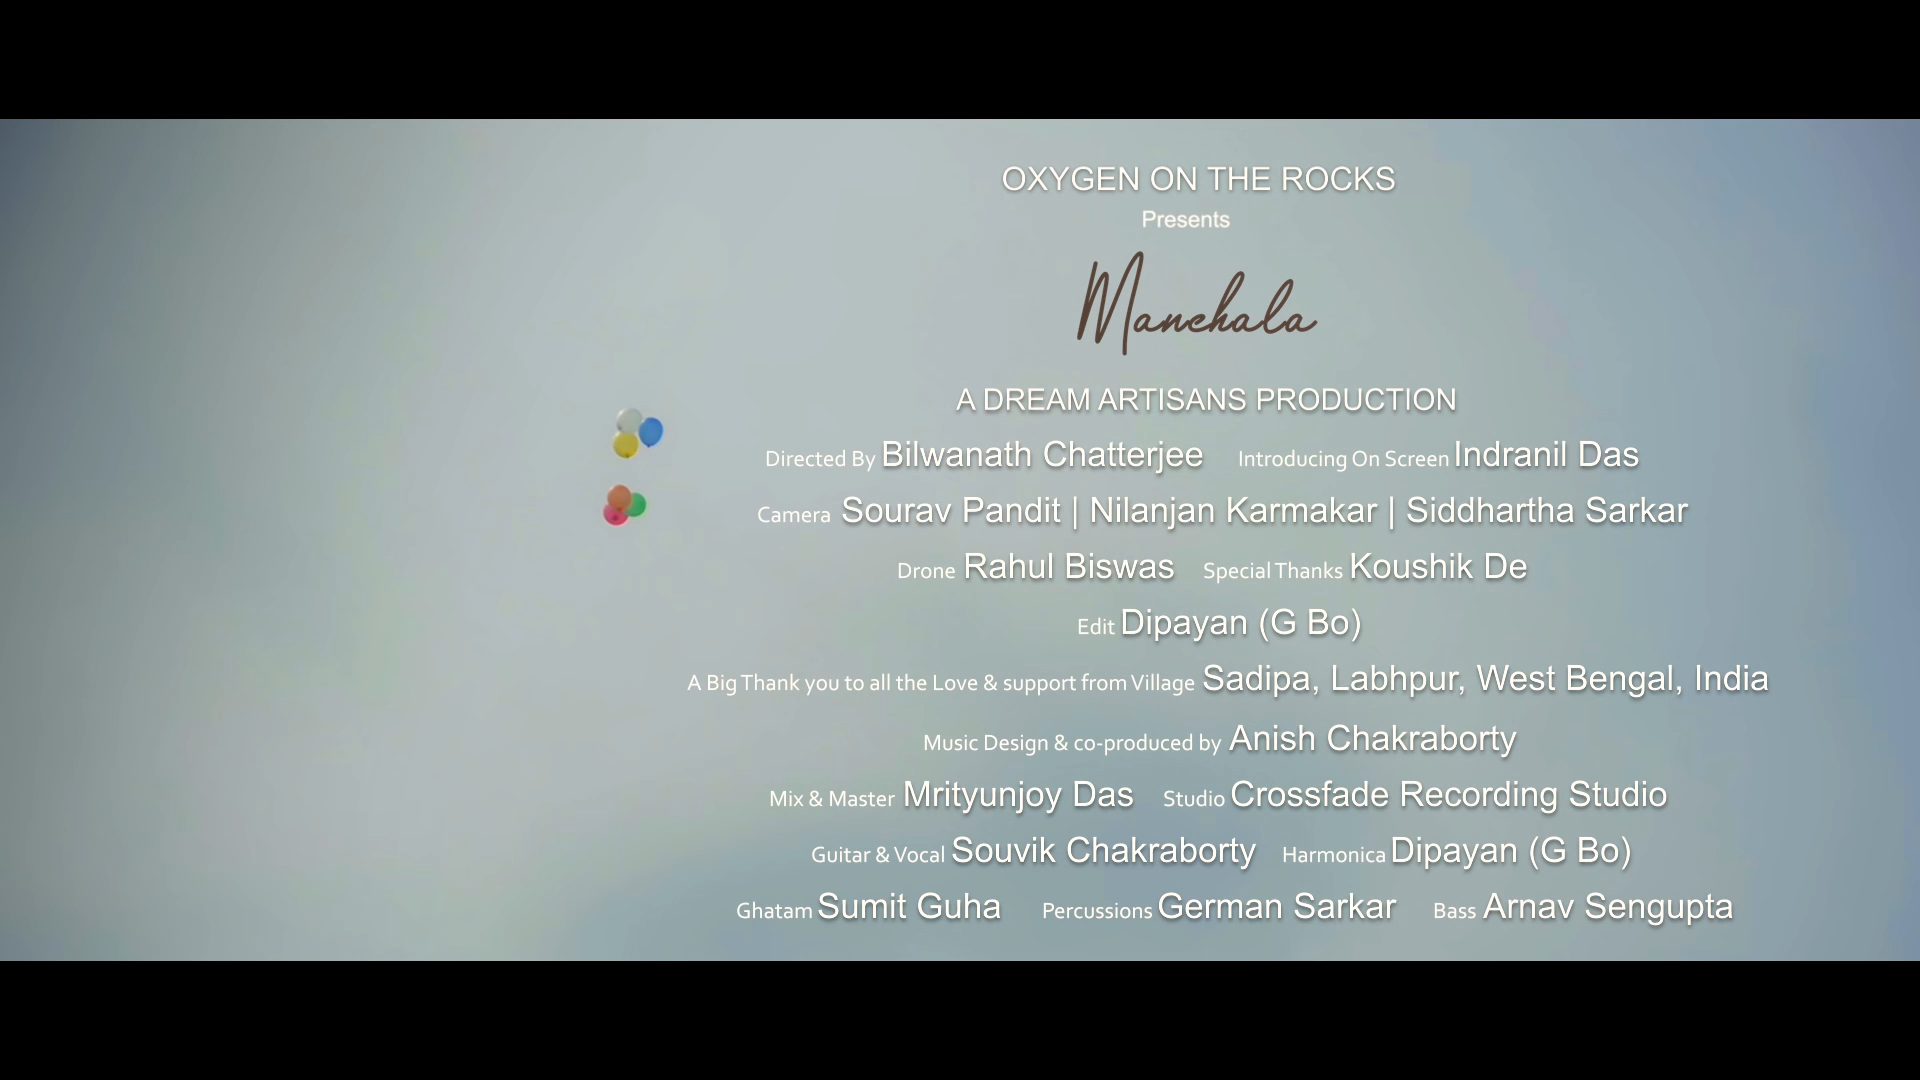 OXYGEN ON THE ROCKS
Presents
Manchala
A DREAM ARTISANS PRODUCTION
Directed By Bilwanath Chatterjee Introducing On Screen Indranil Das
Camera Sourav Pandit | Nilanjan Karmakar | Siddhartha Sarkar
Drone Rahul Biswas Special Thanks Koushik De
Edit Dipayan (G Bo)
A Big Thank you to all the Love & support from Village Sadipa, Labhpur, West Bengal, India
Music Design & co-produced by Anish Chakraborty
Mix & Master Mrityunjoy Das Studio Crossfade Recording Studio
Guitar & Vocal Souvik Chakraborty Harmonica Dipayan (G Bo)
Ghatam Sumit Guha Percussions German Sarkar Bass Arnav Sengupta